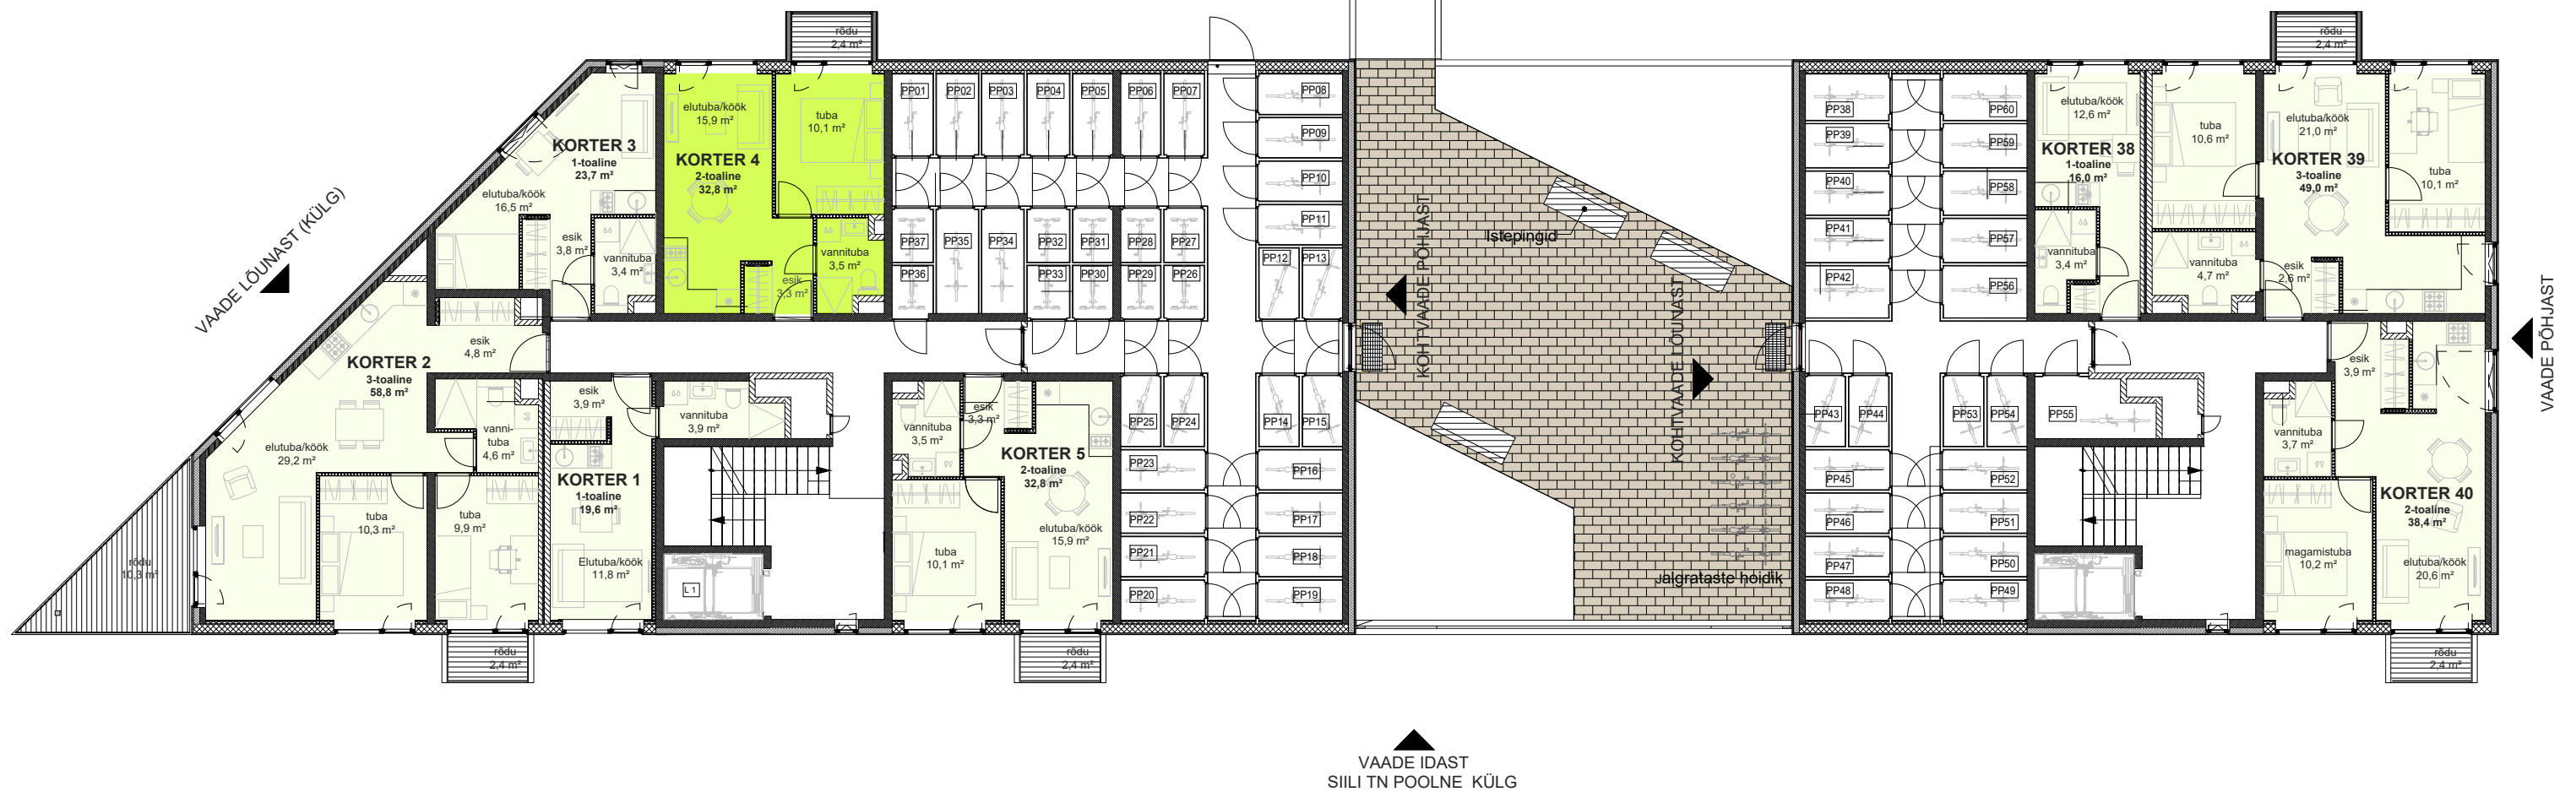 rõdu
2,4 m²
rõdu
2,4 m²
KORTER 3
1-toaline
23,7 m²
elutuba/köök
16,5 m²
esik
3,8 m²
vannituba
3,4 m²
elutuba/köök
15,9 m²
KORTER 4
2-toaline
32,8 m²
tuba
10,1 m²
vannituba
3,5 m²
esik
3,3 m²
PP01
PP02
PP03
PP04
PP05
PP06
PP07
PP08
PP09
PP10
PP11
PP12
PP13
PP37
PP35
PP34
PP32
PP31
PP28
PP27
PP36
PP33
PP30
PP29
PP26
VAADE LÕUNAST (KÜLG)
KORTER 2
3-toaline
58,8 m²
esik
4,8 m²
elutuba/köök
29,2 m²
vanni-
tuba
4,6 m²
tuba
10,3 m²
tuba
9,9 m²
rõdu
10,3 m²
rõdu
2,4 m²
esik
3,9 m²
KORTER 1
1-toaline
19,6 m²
Elutuba/köök
11,8 m²
vannituba
3,9 m²
L 1
vannituba
3,5 m²
esik
3,3 m²
KORTER 5
2-toaline
32,8 m²
elutuba/köök
15,9 m²
tuba
10,1 m²
rõdu
2,4 m²
PP25
PP24
PP14
PP15
PP23
PP16
PP22
PP17
PP21
PP18
PP20
PP19
Istepingid
KOHTVAADE PÕHJAST
KOHTVAADE LÕUNAST
jalgrataste hoidik
PP38
PP60
PP39
PP59
PP40
PP58
PP41
PP57
PP42
PP56
PP43
PP44
PP53
PP54
PP55
PP45
PP52
PP46
PP51
PP47
PP50
PP48
PP49
elutuba/köök
12,6 m²
KORTER 38
1-toaline
16,0 m²
vannituba
3,4 m²
tuba
10,6 m²
vannituba
4,7 m²
elutuba/köök
21,0 m²
KORTER 39
3-toaline
49,0 m²
tuba
10,1 m²
esik
2,6 m²
esik
3,9 m²
vannituba
3,7 m²
KORTER 40
2-toaline
38,4 m²
magamistuba
10,2 m²
elutuba/köök
20,6 m²
rõdu
2,4 m²
VAADE PÕHJAST
VAADE IDAST
SIILI TN POOLNE KÜLG